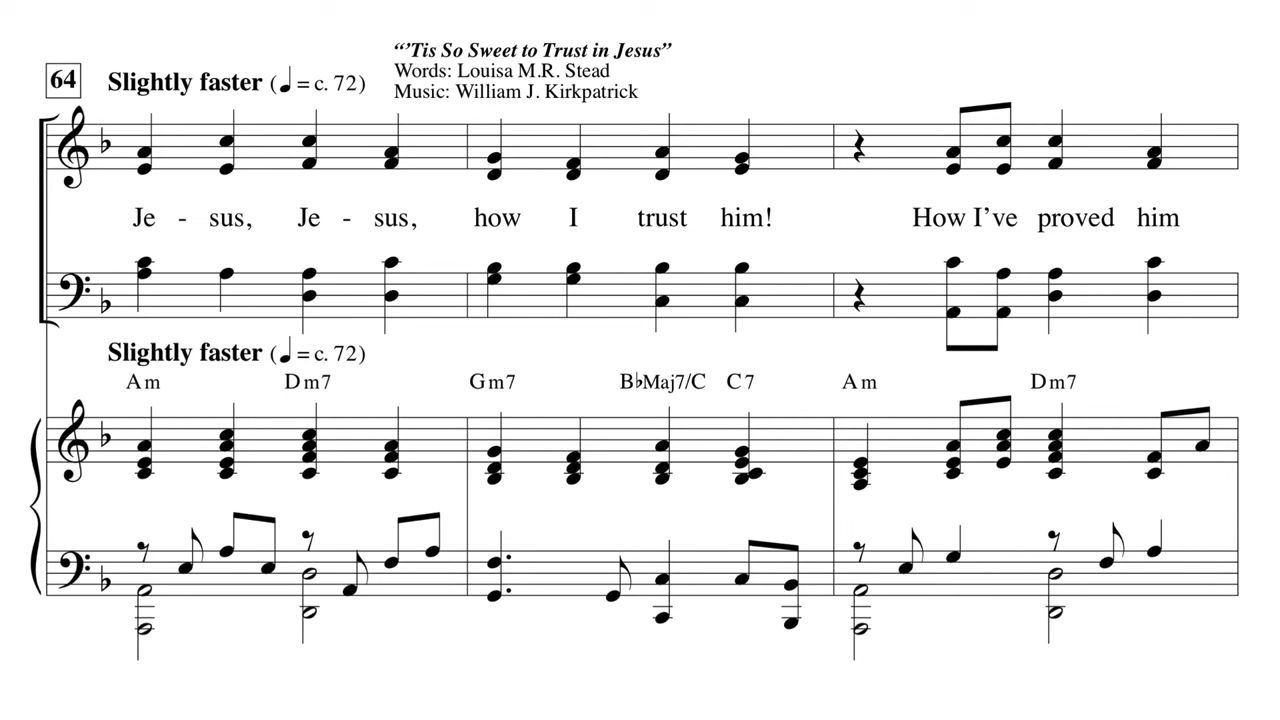 “’Tis So Sweet to Trust in Jesus”
Words: Louisa M.R. Stead
Music: William J. Kirkpatrick
64 Slightly faster (♩ = c. 72)
Je - sus, Je - sus, how I trust him! How I’ve proved him
Slightly faster (♩ = c. 72)
Am Dm7 Gm7 B♭Maj7/C C7 Am Dm7